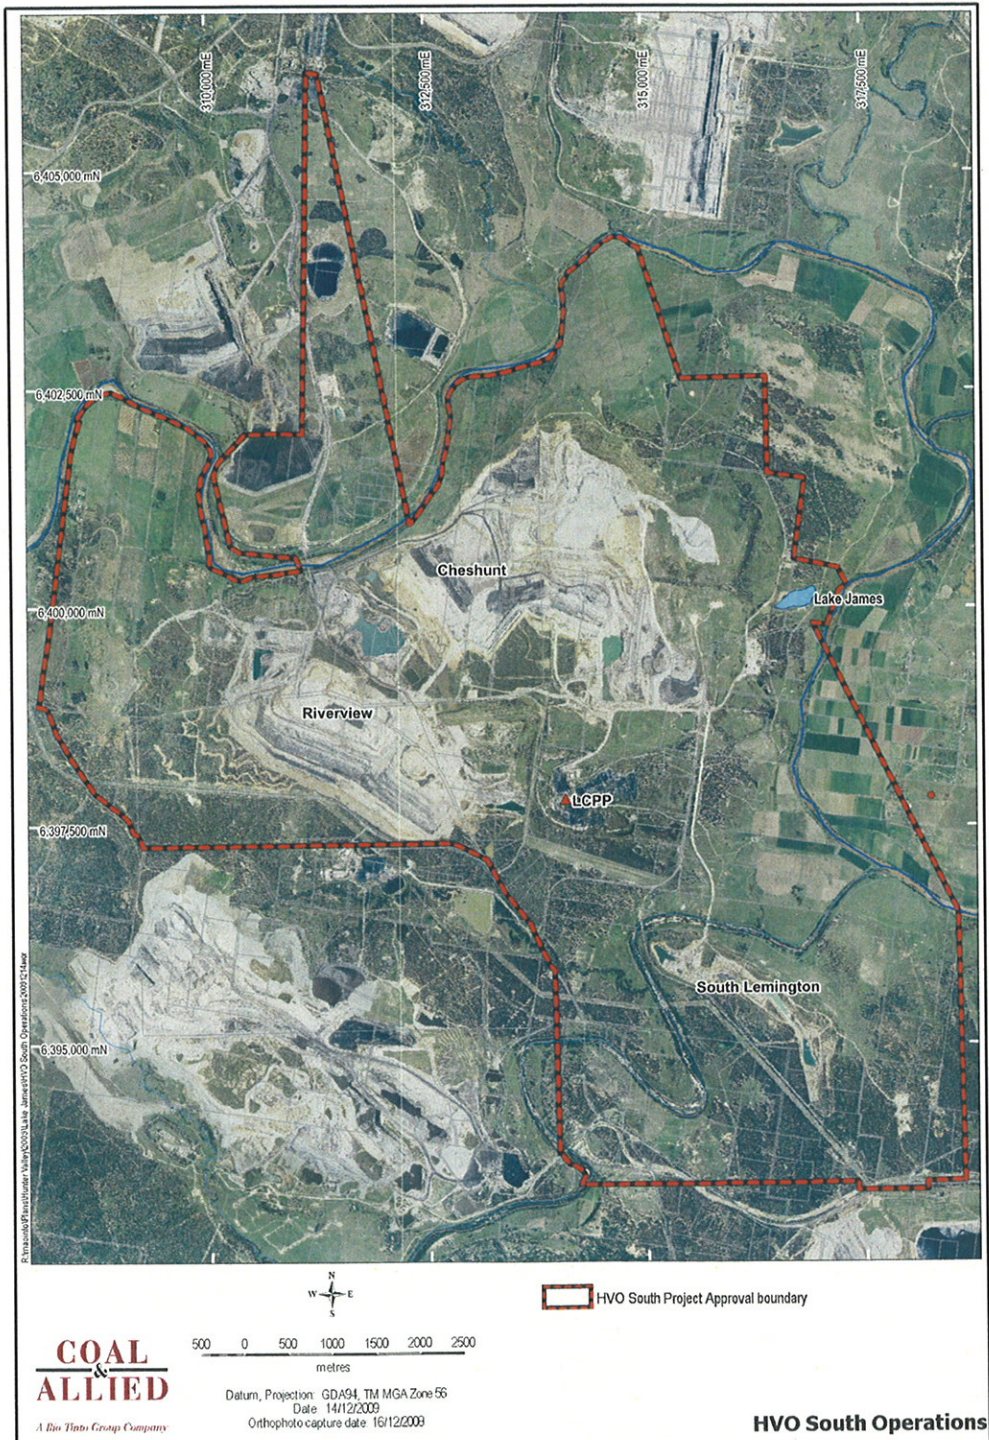 310,000 mE
312,500 mE
315,000 mE
317,500 mE
6,405,000 mN
6,402,500 mN
Cheshunt
6,400,000 mN
Lake James
Riverview
LCPP
6,397,500 mN
South Lemington
6,395,000 mN
N
W E
S
HVO South Project Approval boundary
COAL
&
ALLIED
A Rio Tinto Group Company
500 0 500 1000 1500 2000 2500
metres
Datum, Projection: GDA94, TM MGA Zone 56
Date: 14/12/2009
Orthophoto capture date: 16/12/2009
HVO South Operations